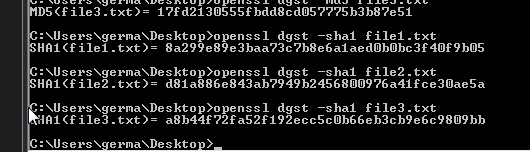 C:\Users\germa\Desktop>openssl dgst -md5 file3.txt
MD5(file3.txt)= 17fd2130555fbdd8cd057775b3b87e51
C:\Users\germa\Desktop>openssl dgst -sha1 file1.txt
SHA1(file1.txt)= 8a299e89e3baa73c7b8e6a1aed0b0bc3f40f9b05
C:\Users\germa\Desktop>openssl dgst -sha1 file2.txt
SHA1(file2.txt)= d81a886e843ab7949b2456800976a41fce30ae5a
C:\Users\germa\Desktop>openssl dgst -sha1 file3.txt
SHA1(file3.txt)= a8b44f72fa52f192ecc5c0b66eb3cb9e6c9809bb
C:\Users\germa\Desktop>_